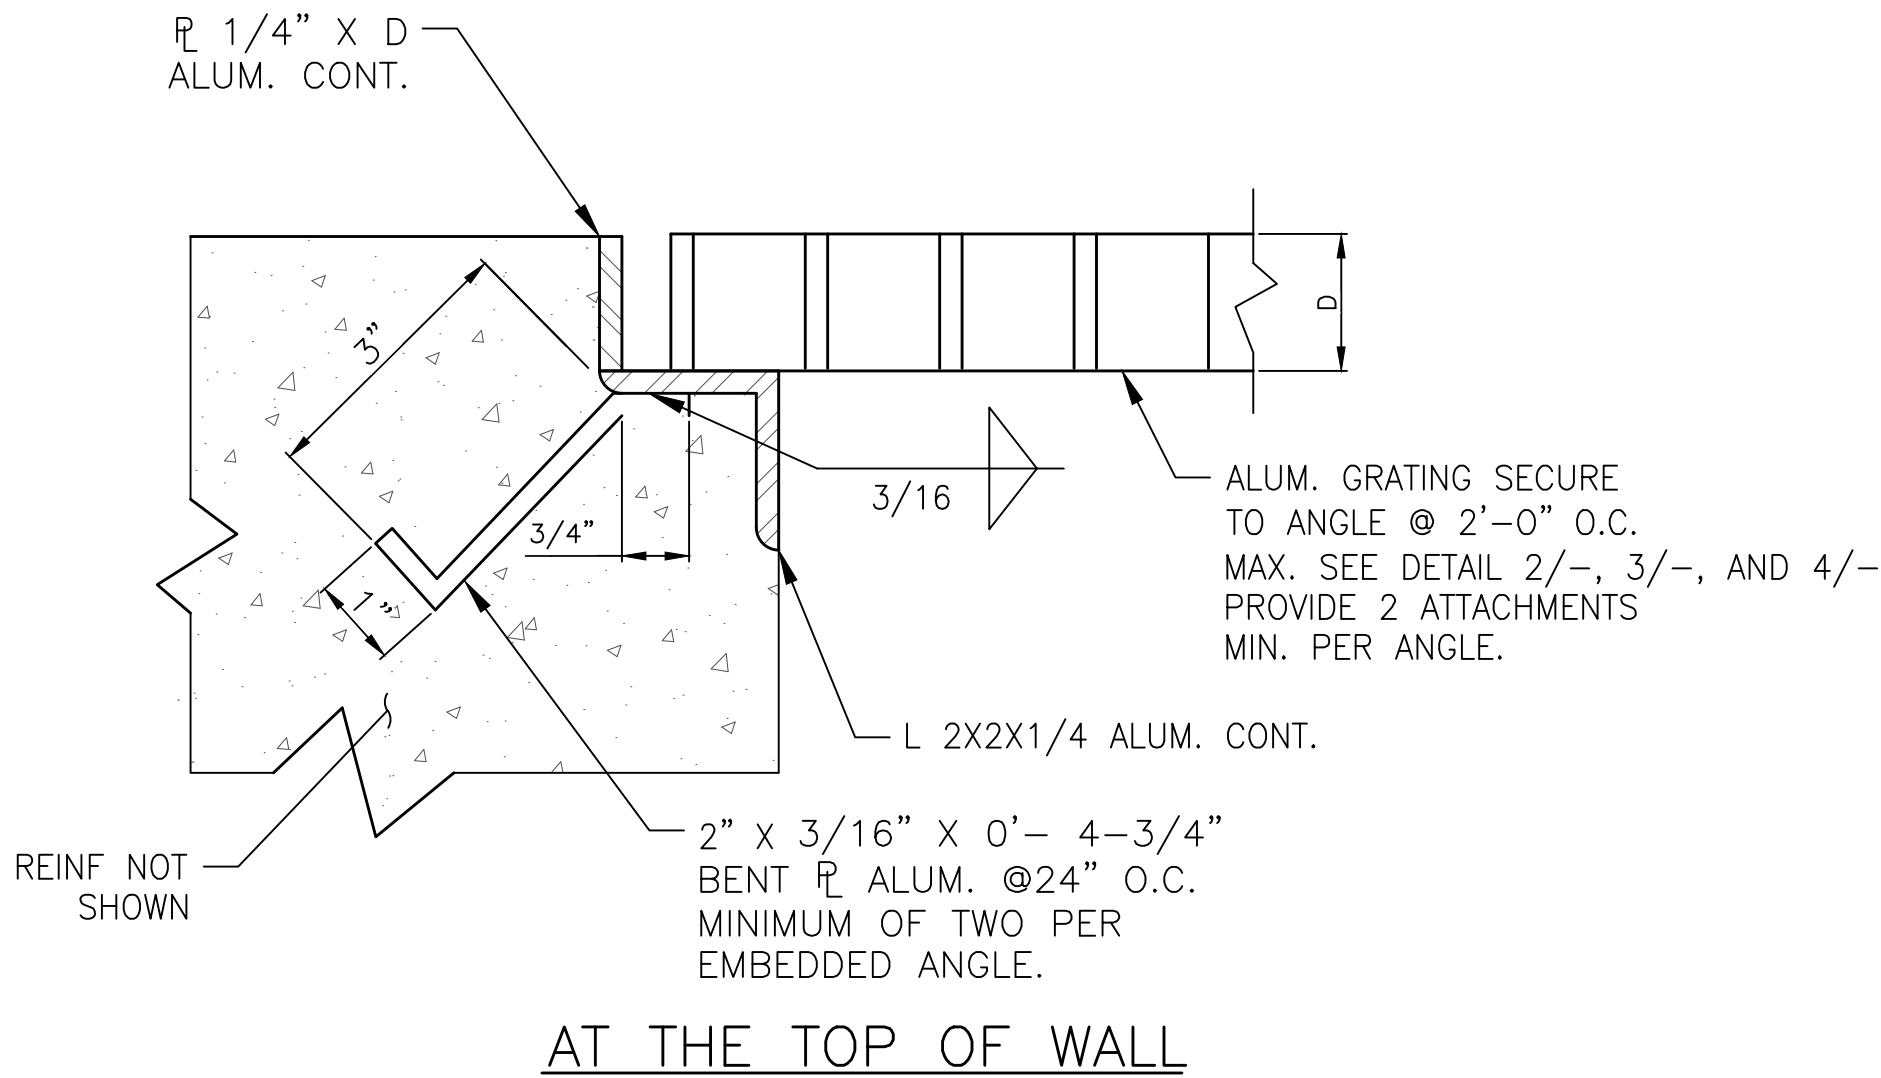 ℄ 1/4" X D
ALUM. CONT.
3"
D
3/16
3/4"
1"
ALUM. GRATING SECURE
TO ANGLE @ 2'-0" O.C.
MAX. SEE DETAIL 2/-, 3/-, AND 4/-
PROVIDE 2 ATTACHMENTS
MIN. PER ANGLE.
L 2X2X1/4 ALUM. CONT.
2" X 3/16" X 0'- 4-3/4"
BENT ℄ ALUM. @24" O.C.
MINIMUM OF TWO PER
EMBEDDED ANGLE.
REINF NOT
SHOWN
AT THE TOP OF WALL